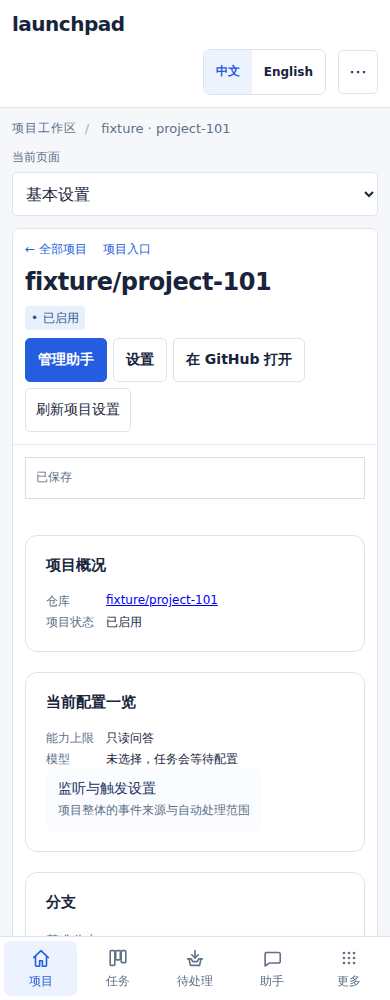 launchpad
中文 English ···
项目工作区 / fixture · project-101
当前页面
基本设置
← 全部项目 项目入口
fixture/project-101
• 已启用
管理助手 设置 在 GitHub 打开
刷新项目设置
已保存
项目概况
仓库 fixture/project-101
项目状态 已启用
当前配置一览
能力上限 只读问答
模型 未选择，任务会等待配置
监听与触发设置
项目整体的事件来源与自动处理范围
分支
项目 任务 待处理 助手 更多